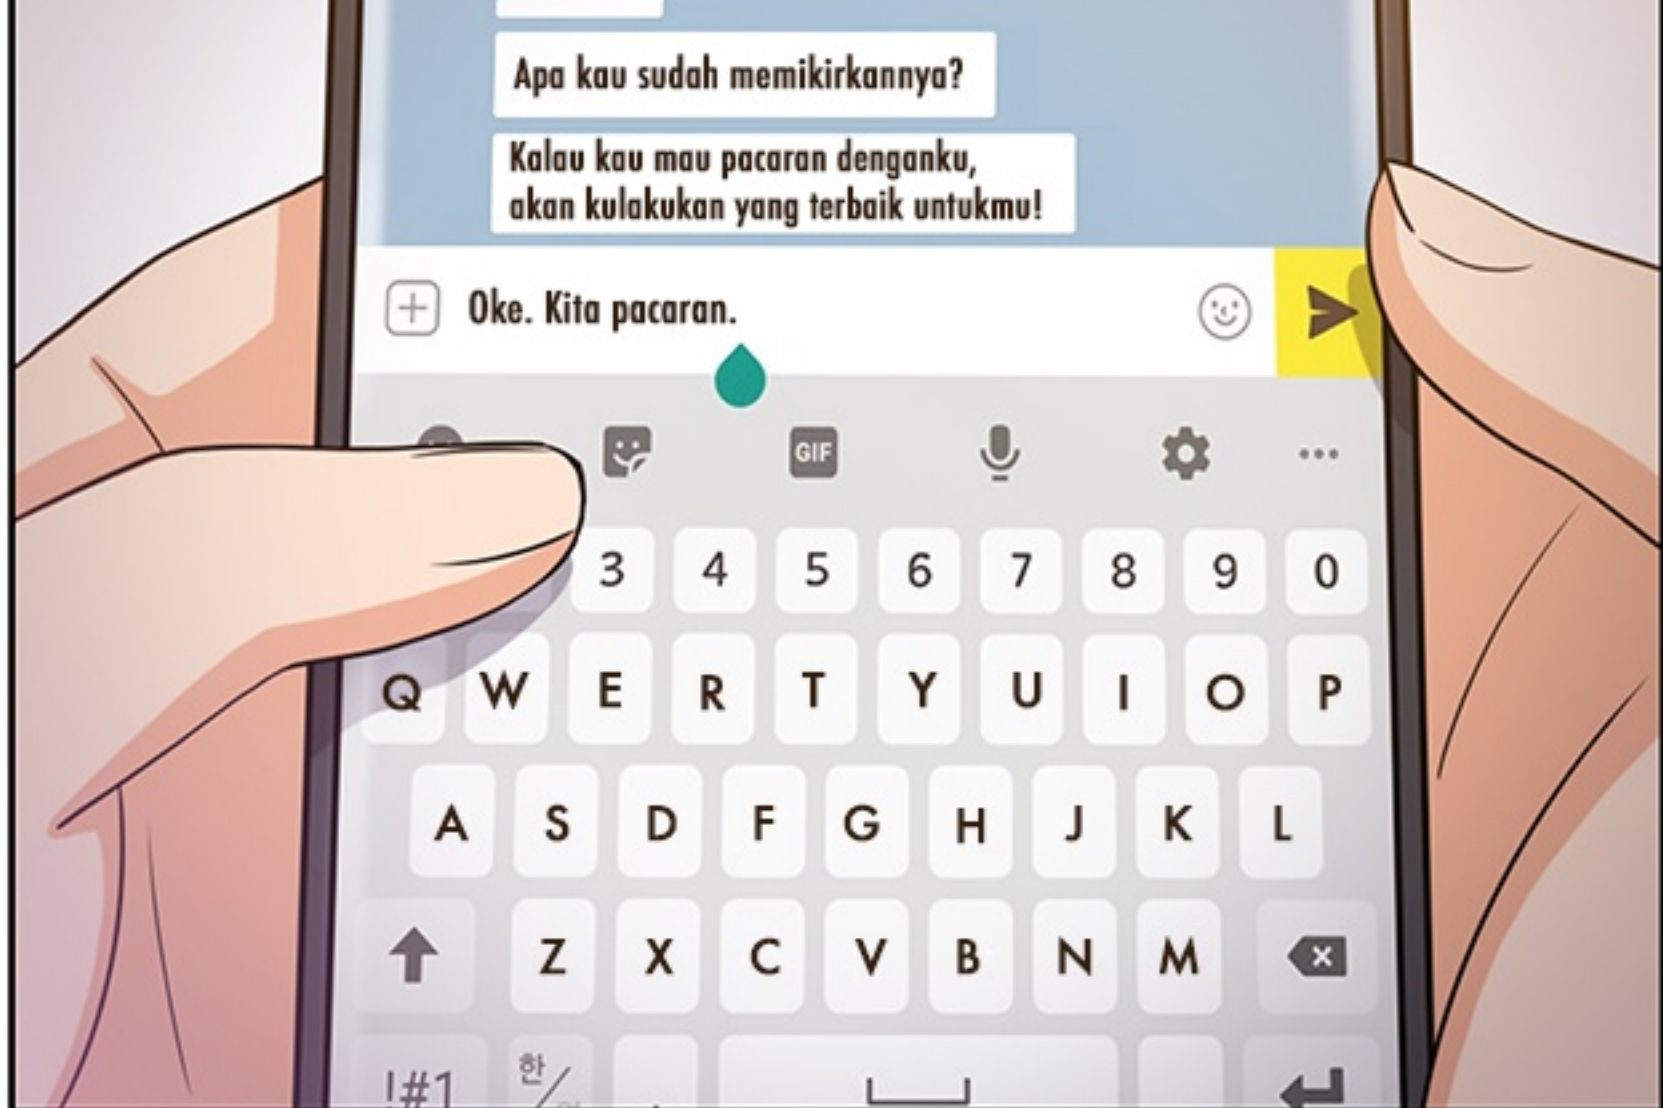 Apa kau sudah memikirkannya?
Kalau kau mau pacaran denganku,
akan kulakukan yang terbaik untukmu!
Oke. Kita pacaran.
GIF
3 4 5 6 7 8 9 0
Q W E R T Y U I O P
A S D F G H J K L
Z X C V B N M
!#1 한/